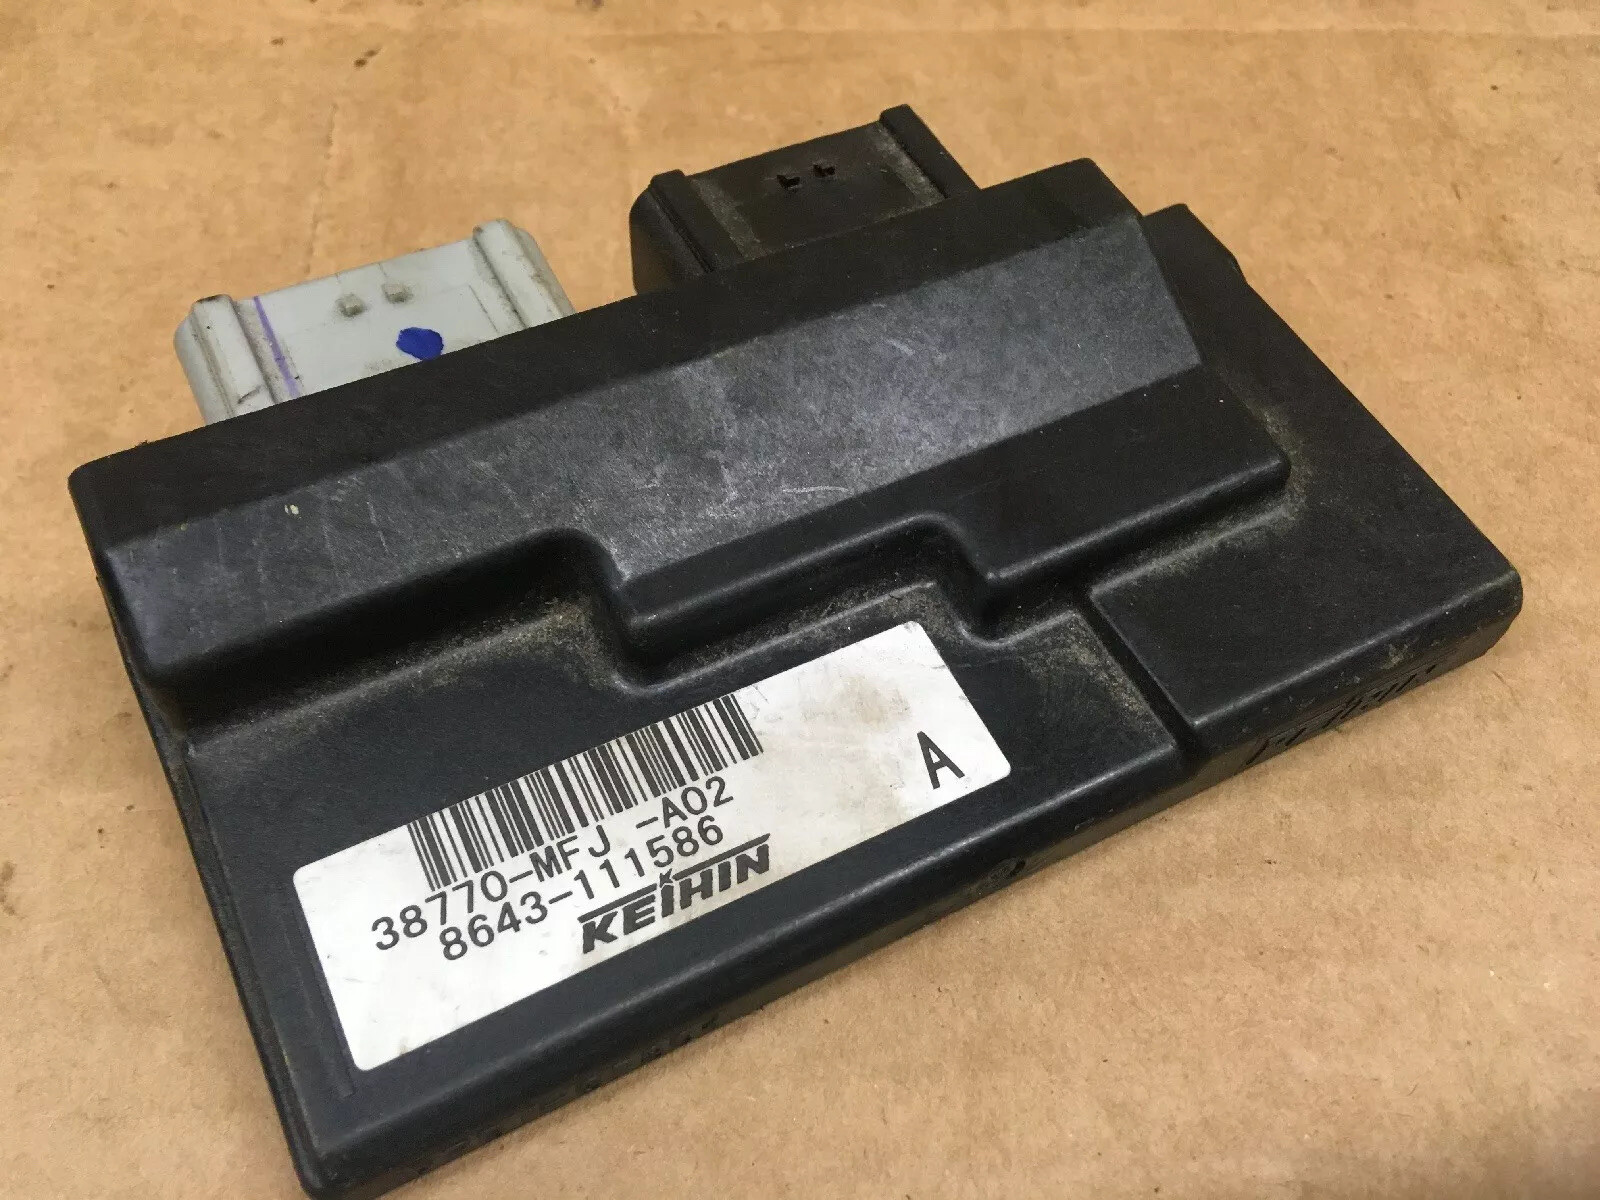 38770-MFJ -A02
8643-111586
KEIHIN
A